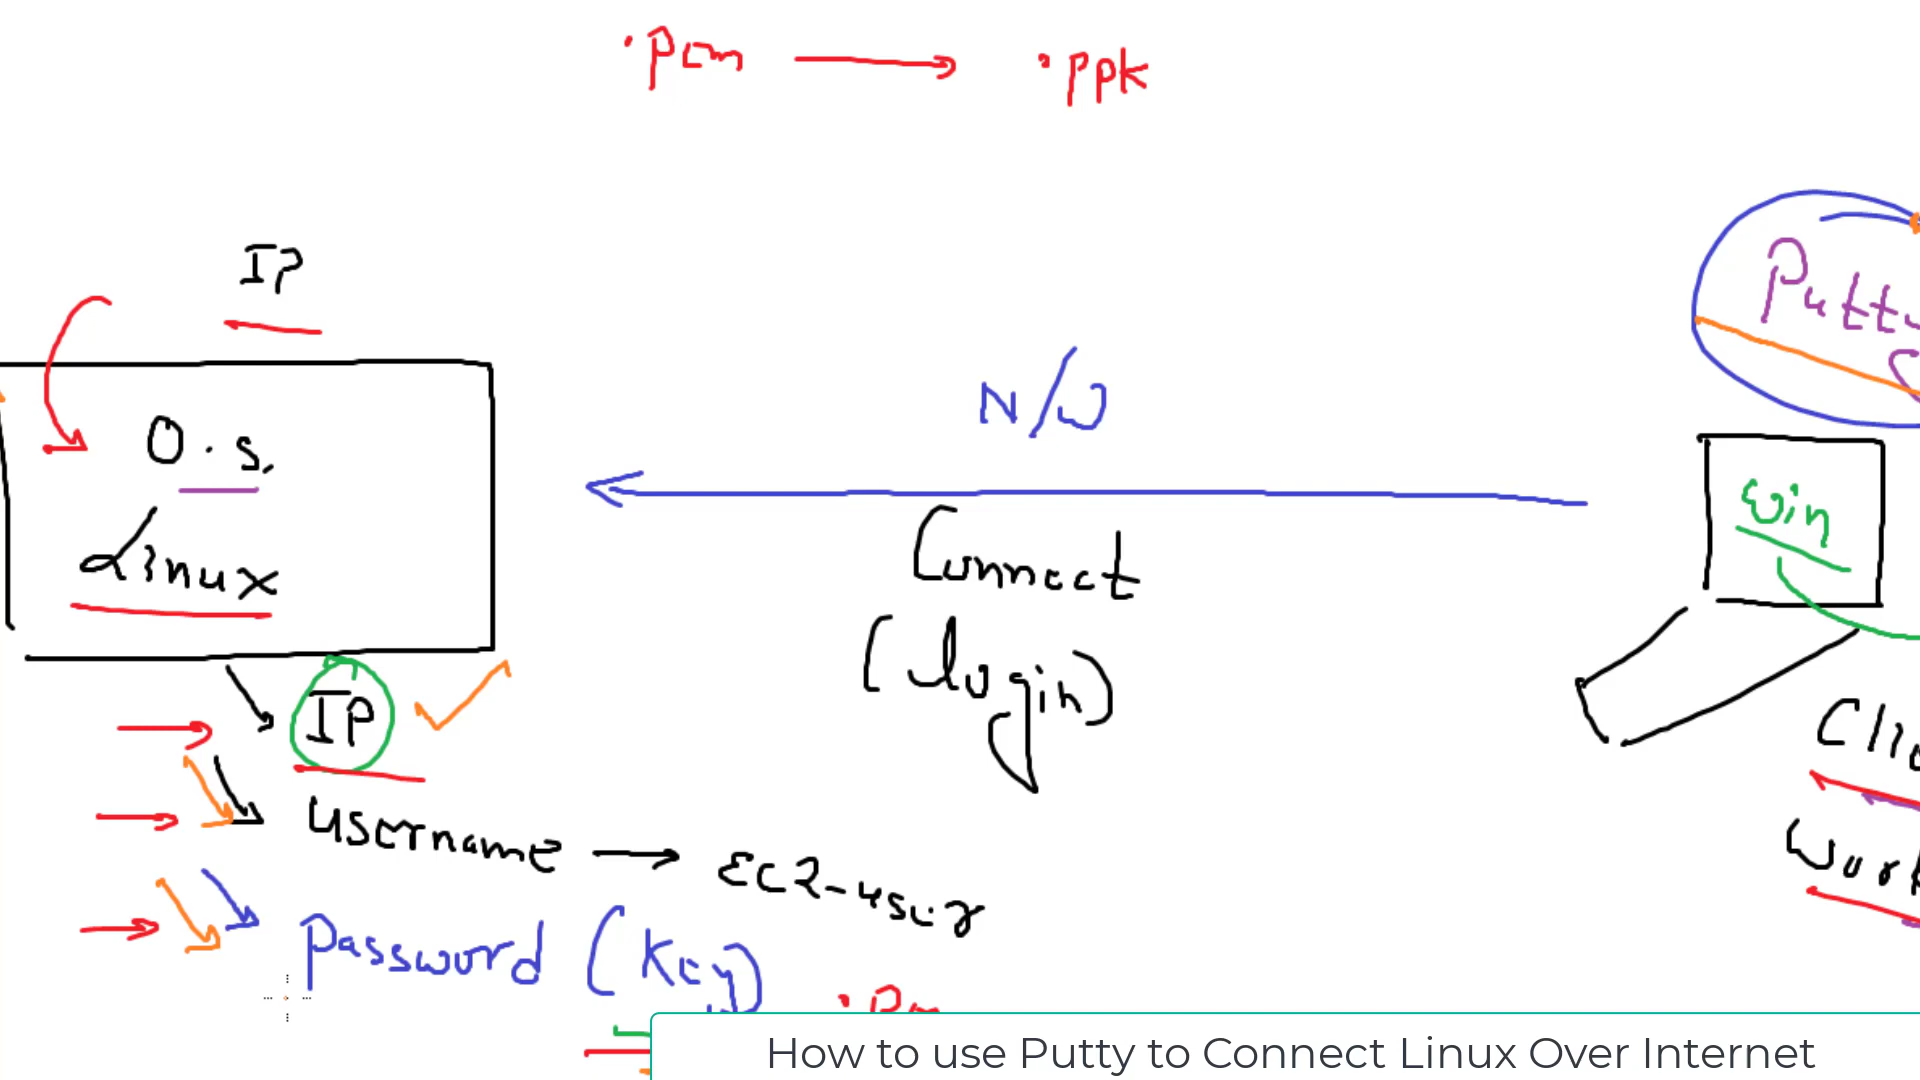 .pem → .ppk
IP
Putty
O.S.
N/W
Linux
win
Connect
(login)
IP
username → EC2-user
Password (Key)
How to use Putty to Connect Linux Over Internet